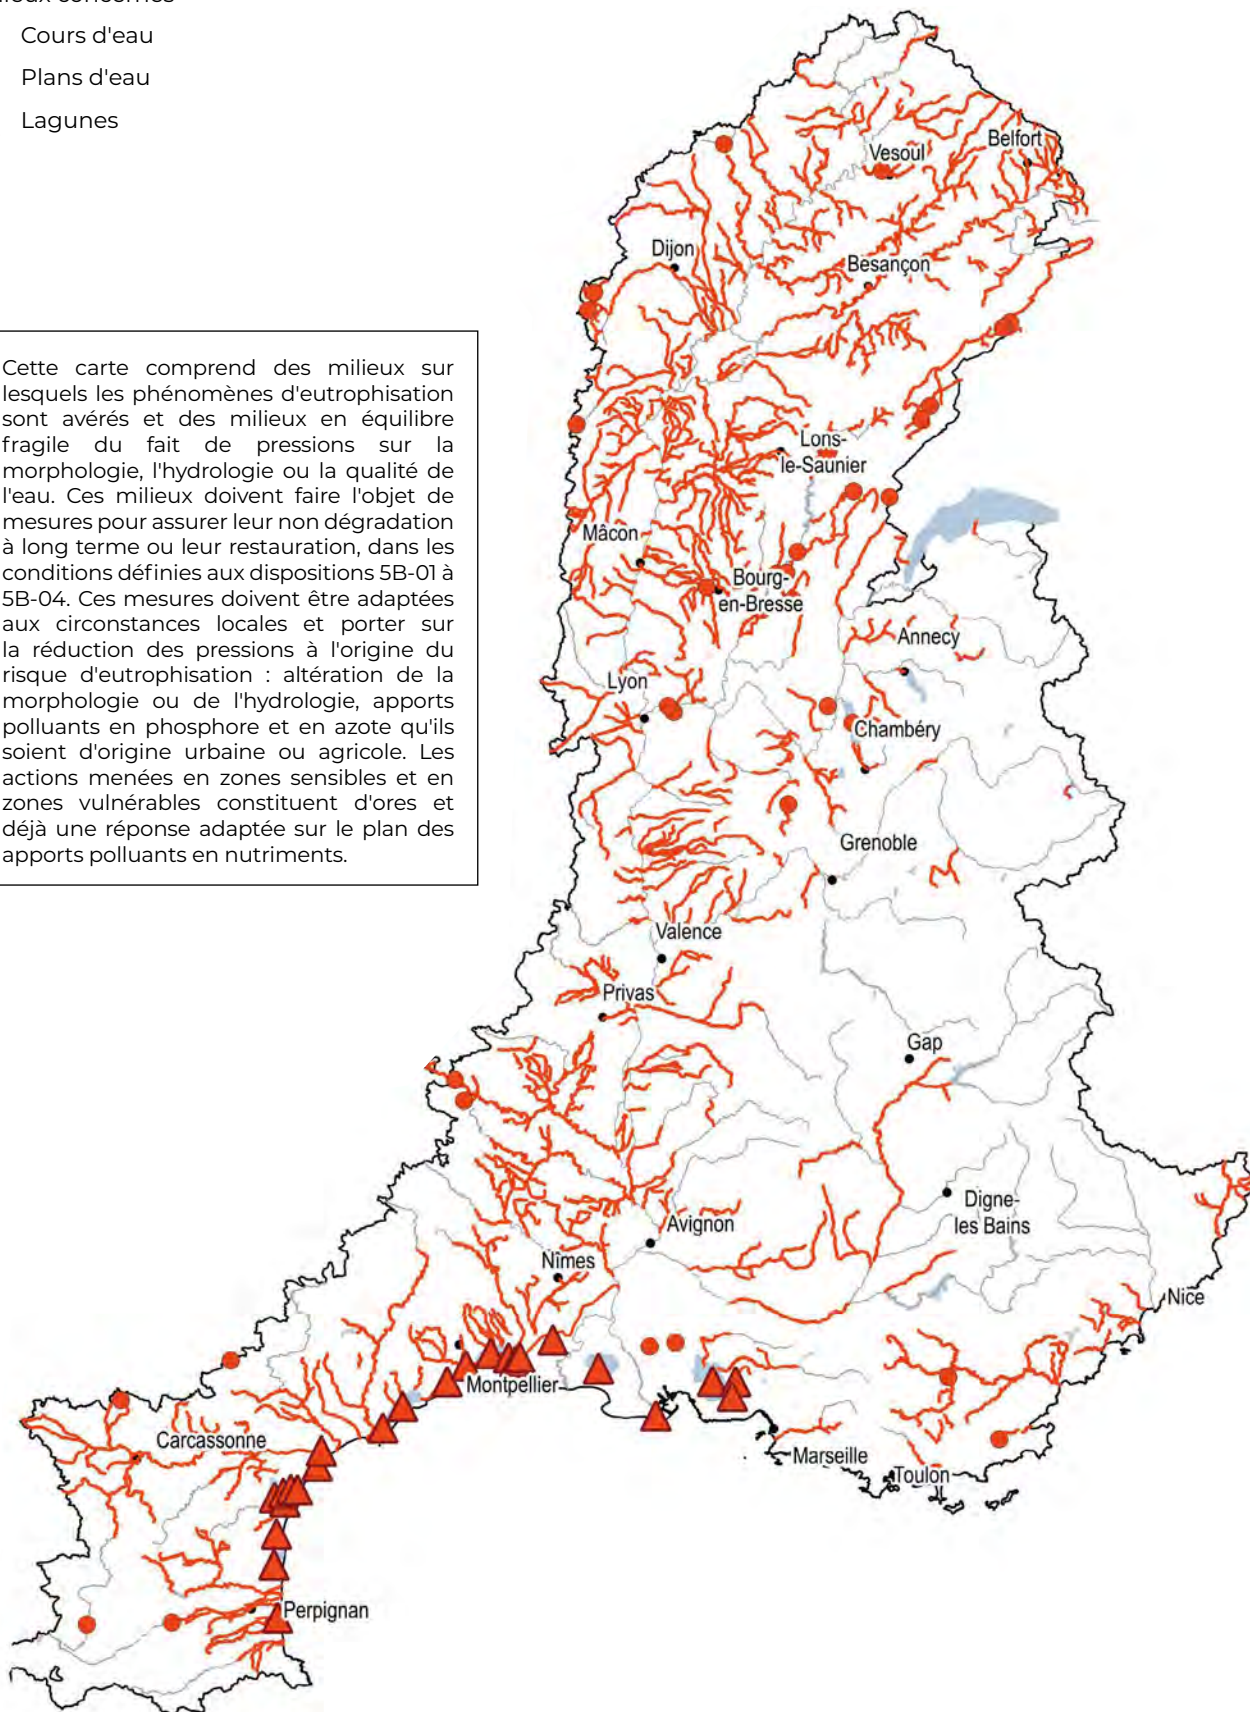 Cours d'eau
Plans d'eau
Lagunes
Cette carte comprend des milieux sur
lesquels les phénomènes d'eutrophisation
sont avérés et des milieux en équilibre
fragile du fait de pressions sur la
morphologie, l'hydrologie ou la qualité de
l'eau. Ces milieux doivent faire l'objet de
mesures pour assurer leur non dégradation
à long terme ou leur restauration, dans les
conditions définies aux dispositions 5B-01 à
5B-04. Ces mesures doivent être adaptées
aux circonstances locales et porter sur
la réduction des pressions à l'origine du
risque d'eutrophisation : altération de la
morphologie ou de l'hydrologie, apports
polluants en phosphore et en azote qu'ils
soient d'origine urbaine ou agricole. Les
actions menées en zones sensibles et en
zones vulnérables constituent d'ores et
déjà une réponse adaptée sur le plan des
apports polluants en nutriments.
Belfort
Vesoul
Dijon
Besançon
Lons-
le-Saunier
Mâcon
Bourg-
en-Bresse
Annecy
Lyon
Chambéry
Grenoble
Valence
Privas
Gap
Digne-
les Bains
Avignon
Nîmes
Nice
Montpellier
Carcassonne
Marseille
Toulon
Perpignan